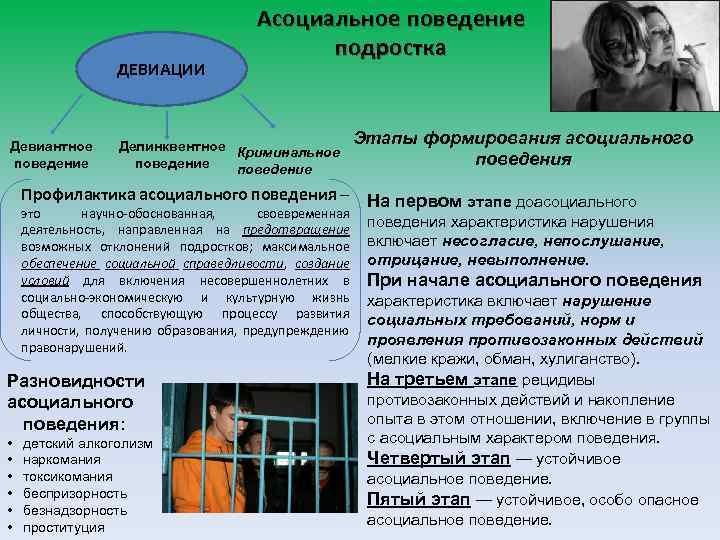 Асоциальное поведение
подростка
ДЕВИАЦИИ
Девиантное
поведение
Делинквентное
поведение
Криминальное
поведение
Профилактика асоциального поведения –
это научно-обоснованная, своевременная
деятельность, направленная на предотвращение
возможных отклонений подростков; максимальное
обеспечение социальной справедливости, создание
условий для включения несовершеннолетних в
социально-экономическую и культурную жизнь
общества, способствующую процессу развития
личности, получению образования, предупреждению
правонарушений.
Разновидности
асоциального
поведения:
• детский алкоголизм
• наркомания
• токсикомания
• беспризорность
• безнадзорность
• проституция
Этапы формирования асоциального
поведения
На первом этапе доасоциального
поведения характеристика нарушения
включает несогласие, непослушание,
отрицание, невыполнение.
При начале асоциального поведения
характеристика включает нарушение
социальных требований, норм и
проявления противозаконных действий
(мелкие кражи, обман, хулиганство).
На третьем этапе рецидивы
противозаконных действий и накопление
опыта в этом отношении, включение в группы
с асоциальным характером поведения.
Четвертый этап — устойчивое
асоциальное поведение.
Пятый этап — устойчивое, особо опасное
асоциальное поведение.